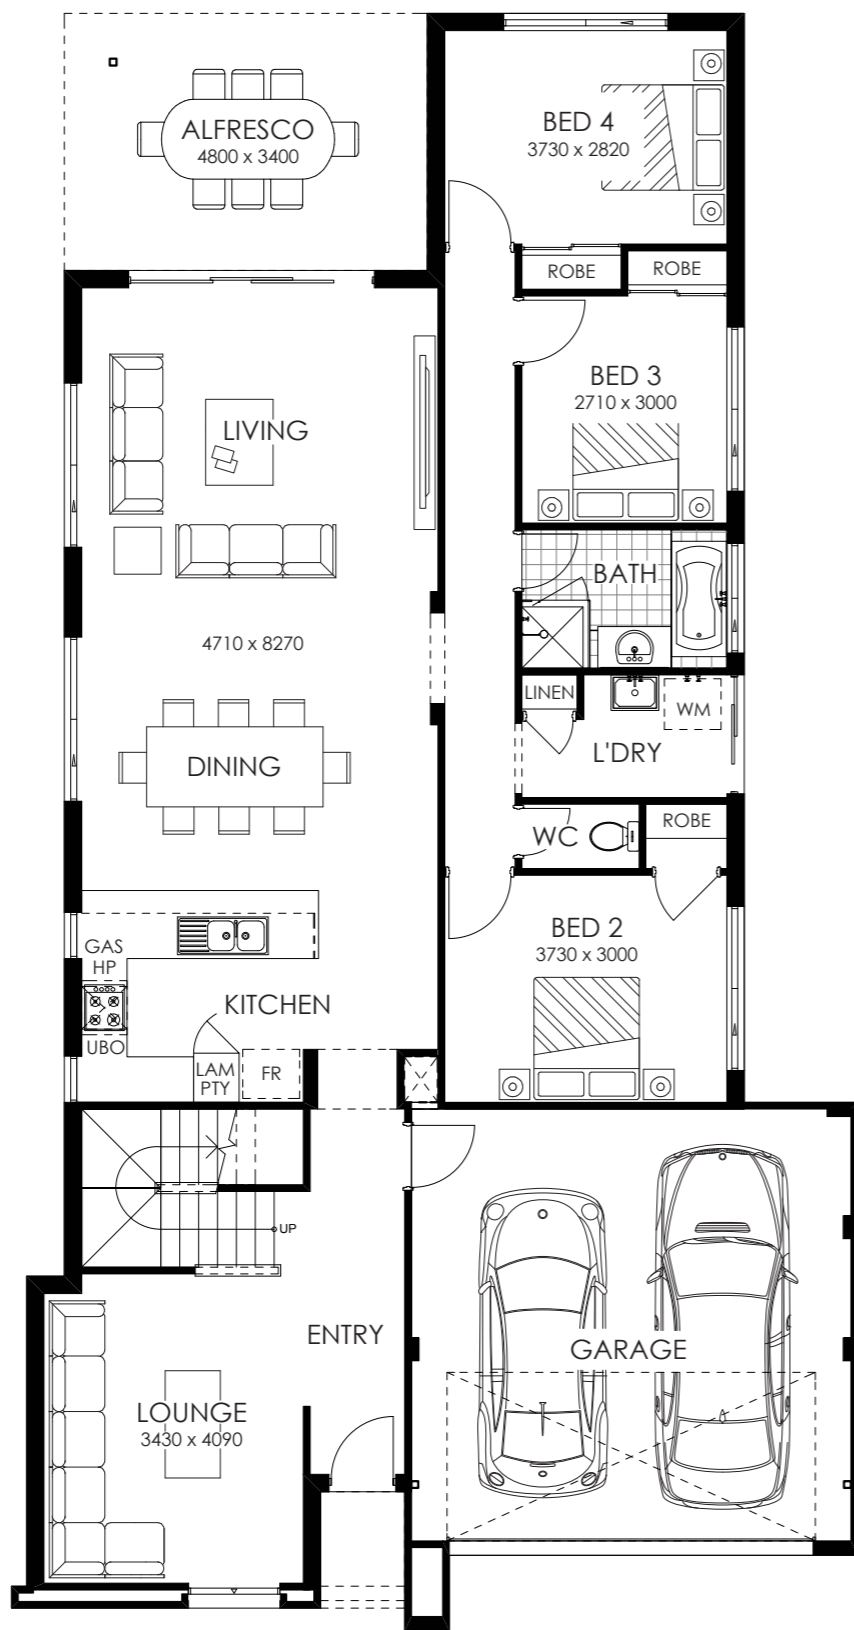 ALFRESCO
4800 x 3400
BED 4
3730 x 2820
ROBE
ROBE
BED 3
2710 x 3000
LIVING
BATH
4710 x 8270
LINEN
WM
L'DRY
DINING
WC
ROBE
BED 2
3730 x 3000
GAS
HP
KITCHEN
UBO
LAM
PTY
FR
UP
ENTRY
GARAGE
LOUNGE
3430 x 4090